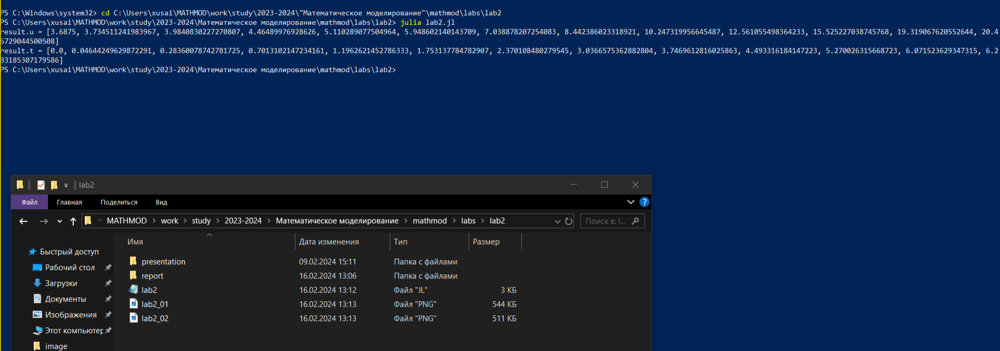 PS C:\Windows\system32> cd C:\Users\xusai\MATHMOD\work\study\2023-2024\"Математическое моделирование"\mathmod\labs\lab2
PS C:\Users\xusai\MATHMOD\work\study\2023-2024\Математическое моделирование\mathmod\labs\lab2> julia lab2.jl
result.u = [3.6875, 3.734511241983967, 3.9840830227270807, 4.46489976928626, 5.110289077504964, 5.948602140143709, 7.038878207254083, 8.442386023318921, 10.247319956645487, 12.561055498364233, 15.525227038745768, 19.319067620552644, 20.4
6729044500508]
result.t = [0.0, 0.04644249629872291, 0.28360078742781725, 0.7013102147234161, 1.1962621452786333, 1.753137784782907, 2.370108480279545, 3.0366575362882804, 3.7469612816025863, 4.493316184147223, 5.270026315668723, 6.071523629347315, 6.2
83185307179586]
PS C:\Users\xusai\MATHMOD\work\study\2023-2024\Математическое моделирование\mathmod\labs\lab2>
lab2
Файл Главная Поделиться Вид
« MATHMOD > work > study > 2023-2024 > Математическое моделирование > mathmod > labs > lab2
Поиск в: l...
Имя Дата изменения Тип Размер
Быстрый доступ
Рабочий стол
Загрузки
Документы
Изображения
Этот компьютер
image
presentation 09.02.2024 15:11 Папка с файлами
report 16.02.2024 13:06 Папка с файлами
lab2 16.02.2024 13:12 Файл "JL" 3 КБ
lab2_01 16.02.2024 13:13 Файл "PNG" 544 КБ
lab2_02 16.02.2024 13:13 Файл "PNG" 511 КБ